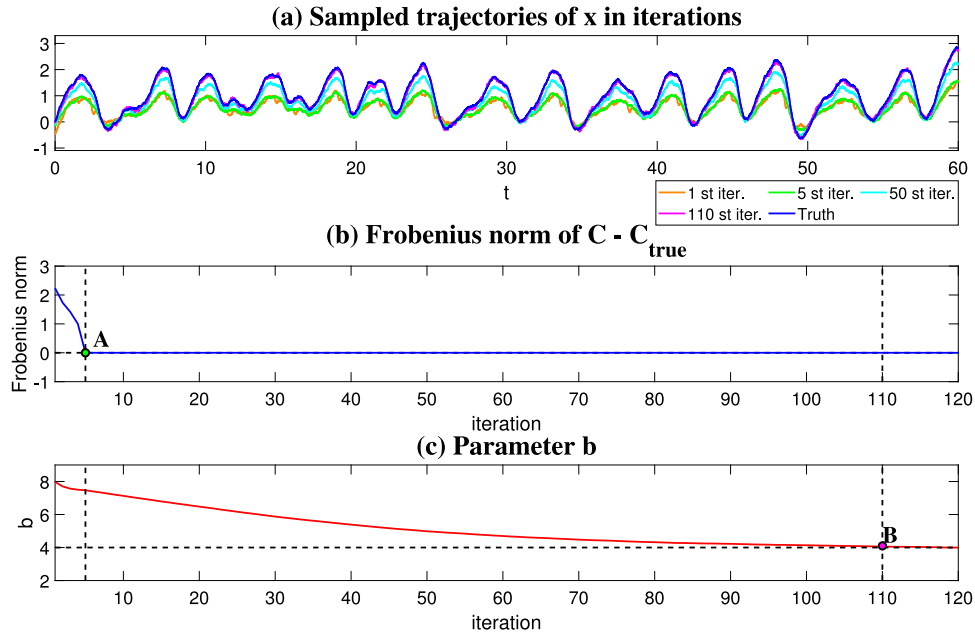 (a) Sampled trajectories of x in iterations
3
2
1
0
-1
0 10 20 30 40 50 60
t
1 st iter. 5 st iter. 50 st iter.
110 st iter. Truth
(b) Frobenius norm of C - C_true
Frobenius norm
3
2
1
0
-1
A
10 20 30 40 50 60 70 80 90 100 110 120
iteration
(c) Parameter b
b
8
6
4
2
B
10 20 30 40 50 60 70 80 90 100 110 120
iteration